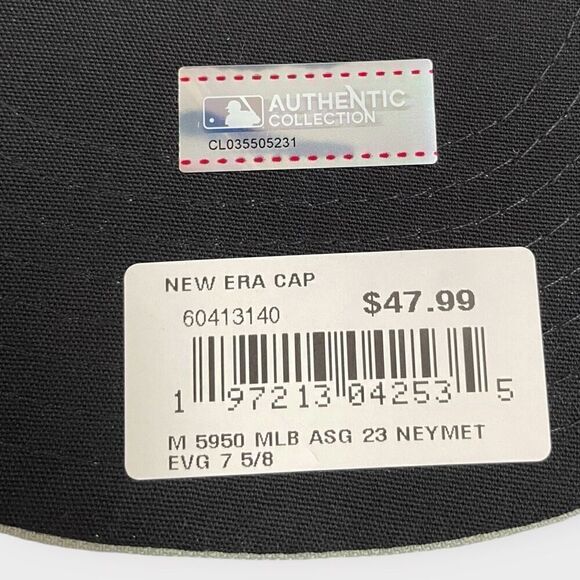 AUTHENTIC
COLLECTION
CL035505231
NEW ERA CAP
60413140 $47.99
1 97213 04253 5
M 5950 MLB ASG 23 NEYMET
EVG 7 5/8